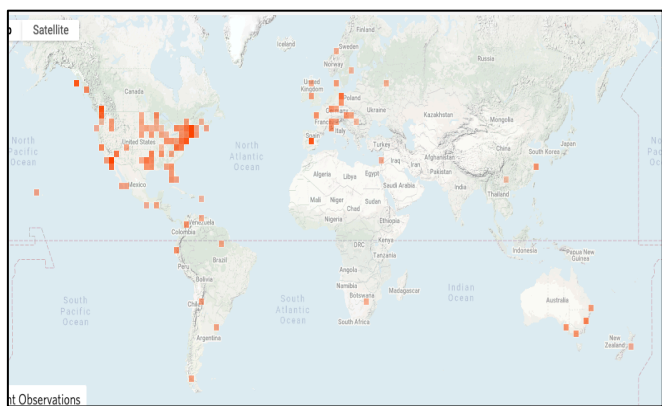 Satellite
Iceland
Finland
Sweden
Norway
Russia
Canada
United
Kingdom
Poland
Ukraine
Kazakhstan
Mongolia
France
Italy
Spain
Turkey
North
Pacific
Ocean
United States
North
Atlantic
Ocean
China
Japan
South Korea
Afghanistan
Iraq
Iran
Pakistan
Algeria
Libya
Egypt
Saudi Arabia
India
Thailand
Mexico
Mali
Niger
Sudan
Chad
Nigeria
Ethiopia
Venezuela
Colombia
DRC
Kenya
Tanzania
Indonesia
Papua New
Guinea
Peru
Brazil
Bolivia
Angola
Namibia
Botswana
Madagascar
South
Pacific
Ocean
Chile
South
Atlantic
Ocean
Indian
Ocean
Australia
South Africa
Argentina
New
Zealand
nt Observations